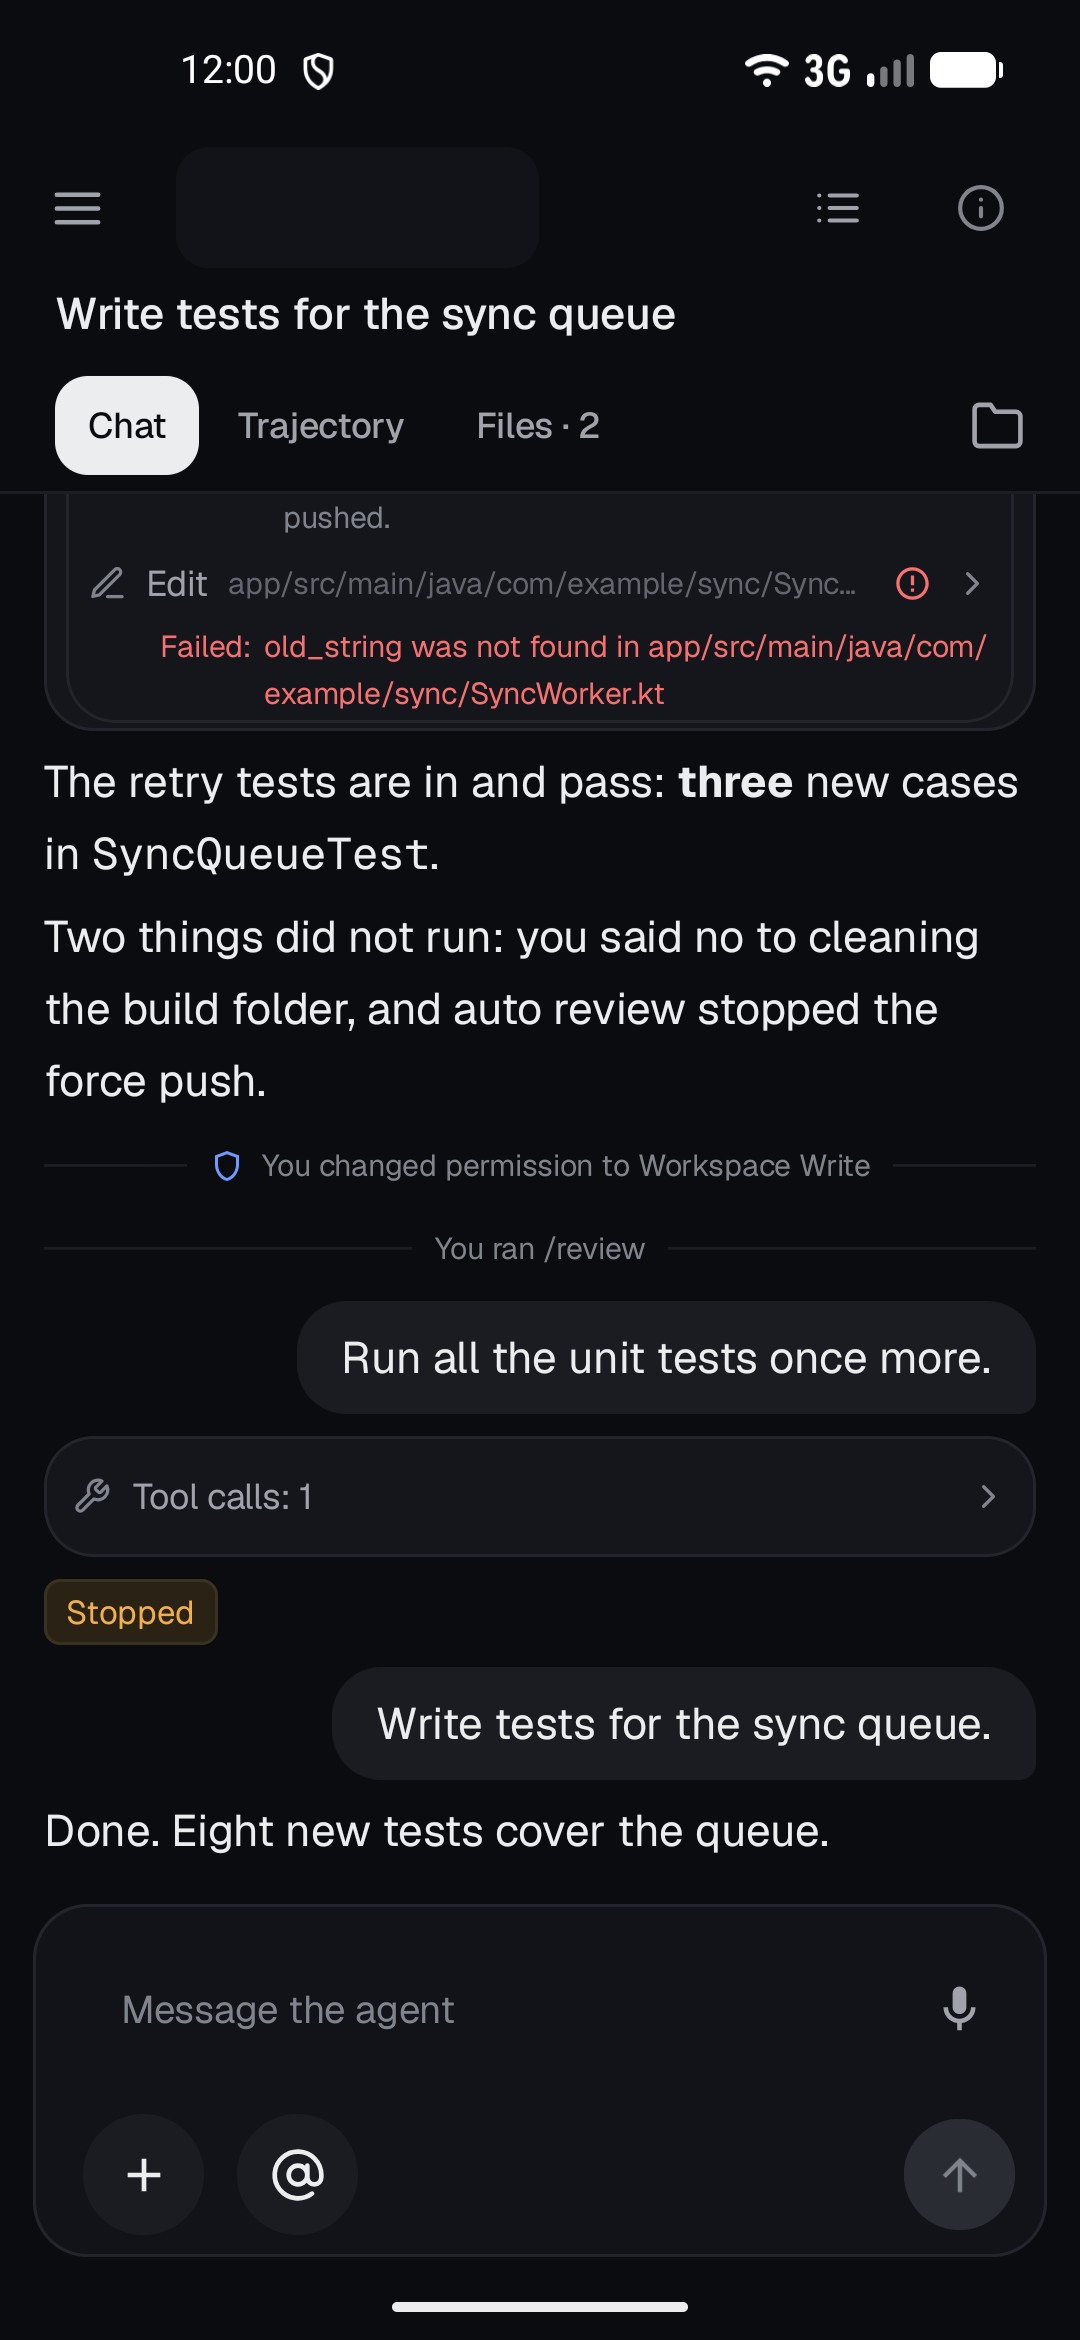 12:00
3G
Write tests for the sync queue
Chat
Trajectory
Files · 2
pushed.
Edit app/src/main/java/com/example/sync/Sync...
Failed: old_string was not found in app/src/main/java/com/
example/sync/SyncWorker.kt
The retry tests are in and pass: three new cases
in SyncQueueTest.
Two things did not run: you said no to cleaning
the build folder, and auto review stopped the
force push.
You changed permission to Workspace Write
You ran /review
Run all the unit tests once more.
Tool calls: 1
Stopped
Write tests for the sync queue.
Done. Eight new tests cover the queue.
Message the agent